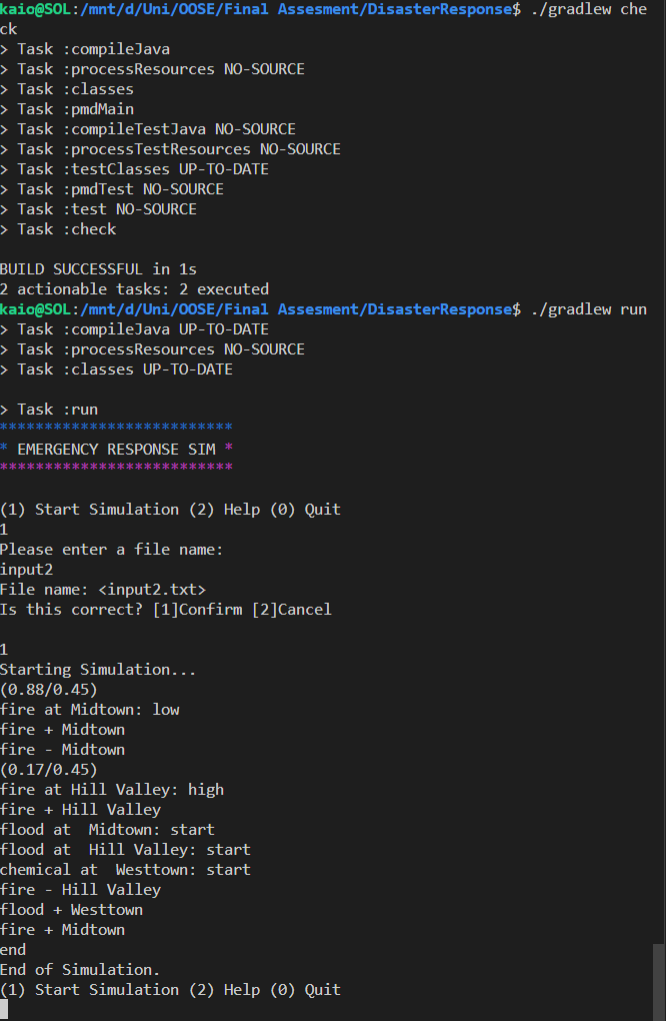 kaio@SOL:/mnt/d/Uni/OOSE/Final Assesment/DisasterResponse$ ./gradlew che
ck
> Task :compileJava
> Task :processResources NO-SOURCE
> Task :classes
> Task :pmdMain
> Task :compileTestJava NO-SOURCE
> Task :processTestResources NO-SOURCE
> Task :testClasses UP-TO-DATE
> Task :pmdTest NO-SOURCE
> Task :test NO-SOURCE
> Task :check
BUILD SUCCESSFUL in 1s
2 actionable tasks: 2 executed
kaio@SOL:/mnt/d/Uni/OOSE/Final Assesment/DisasterResponse$ ./gradlew run
> Task :compileJava UP-TO-DATE
> Task :processResources NO-SOURCE
> Task :classes UP-TO-DATE
> Task :run
**************************
* EMERGENCY RESPONSE SIM *
**************************
(1) Start Simulation (2) Help (0) Quit
1
Please enter a file name:
input2
File name: <input2.txt>
Is this correct? [1]Confirm [2]Cancel
1
Starting Simulation...
(0.88/0.45)
fire at Midtown: low
fire + Midtown
fire - Midtown
(0.17/0.45)
fire at Hill Valley: high
fire + Hill Valley
flood at  Midtown: start
flood at  Hill Valley: start
chemical at  Westtown: start
fire - Hill Valley
flood + Westtown
fire + Midtown
end
End of Simulation.
(1) Start Simulation (2) Help (0) Quit